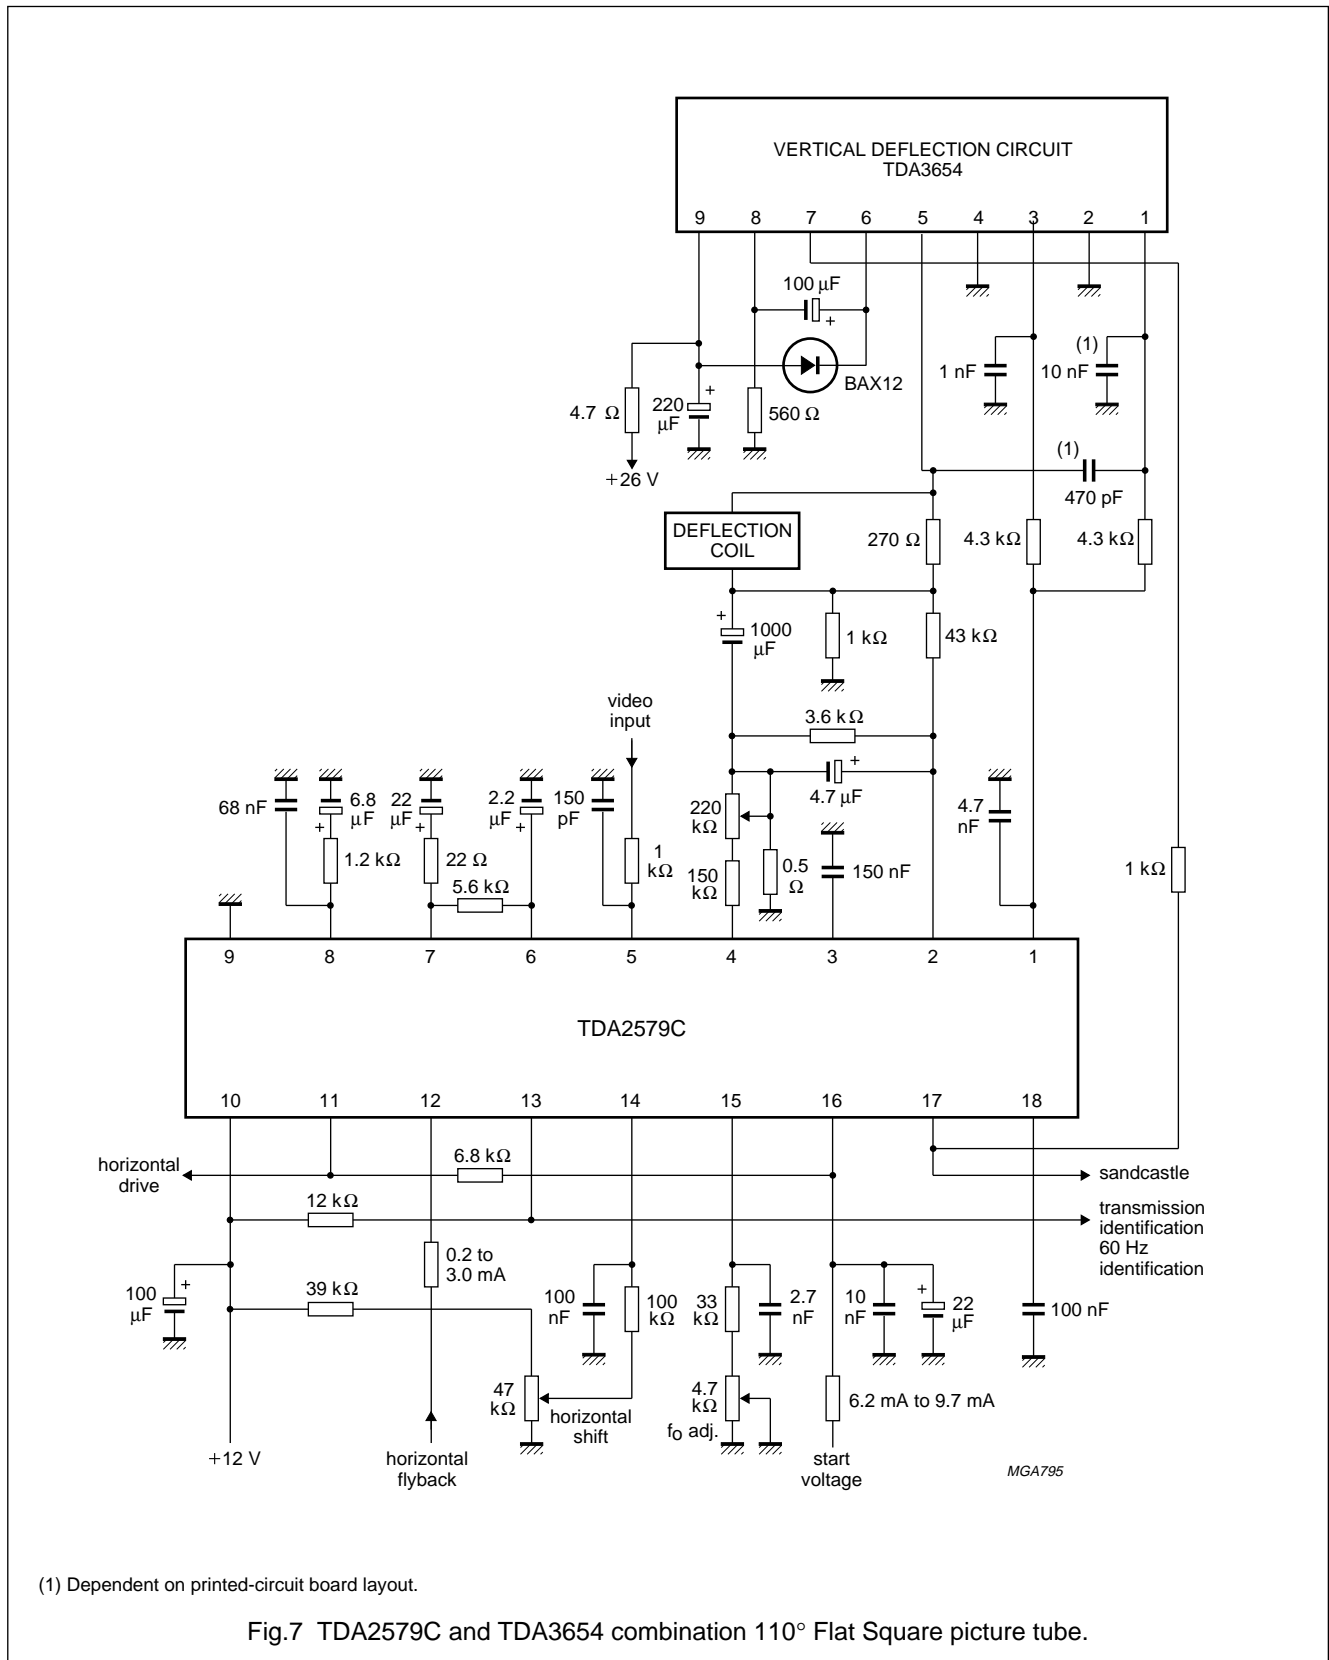 VERTICAL DEFLECTION CIRCUIT
TDA3654
9 8 7 6 5 4 3 2 1
100 µF
+
(1)
1 nF
10 nF
BAX12
+
4.7 Ω
220
µF
560 Ω
(1)
+26 V
470 pF
DEFLECTION
COIL
270 Ω
4.3 kΩ
4.3 kΩ
+
1000
µF
1 kΩ
43 kΩ
video
input
3.6 kΩ
+
4.7 µF
68 nF
6.8
µF
+
22
µF
+
2.2
µF
+
150
pF
220
kΩ
4.7
nF
1.2 kΩ
22 Ω
5.6 kΩ
1
kΩ
150
kΩ
0.5
Ω
150 nF
1 kΩ
9 8 7 6 5 4 3 2 1
TDA2579C
10 11 12 13 14 15 16 17 18
horizontal
drive
6.8 kΩ
sandcastle
12 kΩ
transmission
identification
60 Hz
identification
0.2 to
3.0 mA
100
µF
+
39 kΩ
100
nF
100
kΩ
33
kΩ
2.7
nF
10
nF
+
22
µF
100 nF
47
kΩ
horizontal
shift
4.7
kΩ
fO adj.
6.2 mA to 9.7 mA
+12 V
horizontal
flyback
start
voltage
MGA795
(1) Dependent on printed-circuit board layout.
Fig.7 TDA2579C and TDA3654 combination 110° Flat Square picture tube.